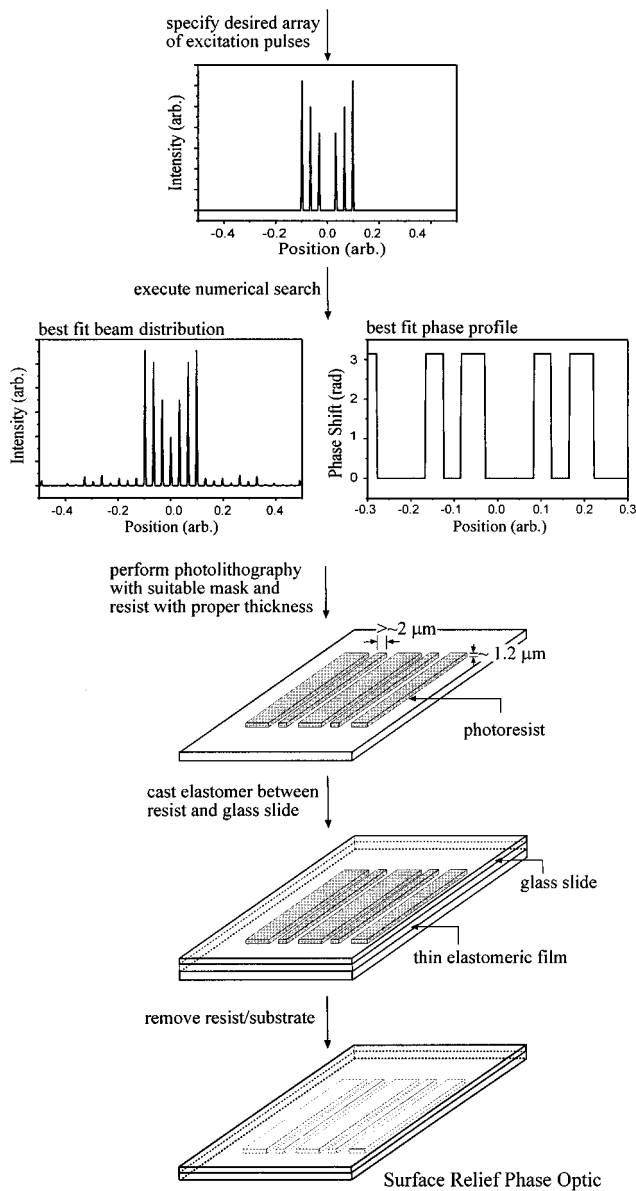 specify desired array
of excitation pulses
Intensity (arb.)
-0.4 -0.2 0.0 0.2 0.4
Position (arb.)
execute numerical search
best fit beam distribution
Intensity (arb.)
-0.4 -0.2 0.0 0.2 0.4
Position (arb.)
best fit phase profile
Phase Shift (rad)
3
2
1
0
-0.3 -0.2 -0.1 0.0 0.1 0.2 0.3
Position (arb.)
perform photolithography
with suitable mask and
resist with proper thickness
>~2 μm
~ 1.2 μm
photoresist
cast elastomer between
resist and glass slide
glass slide
thin elastomeric film
remove resist/substrate
Surface Relief Phase Optic